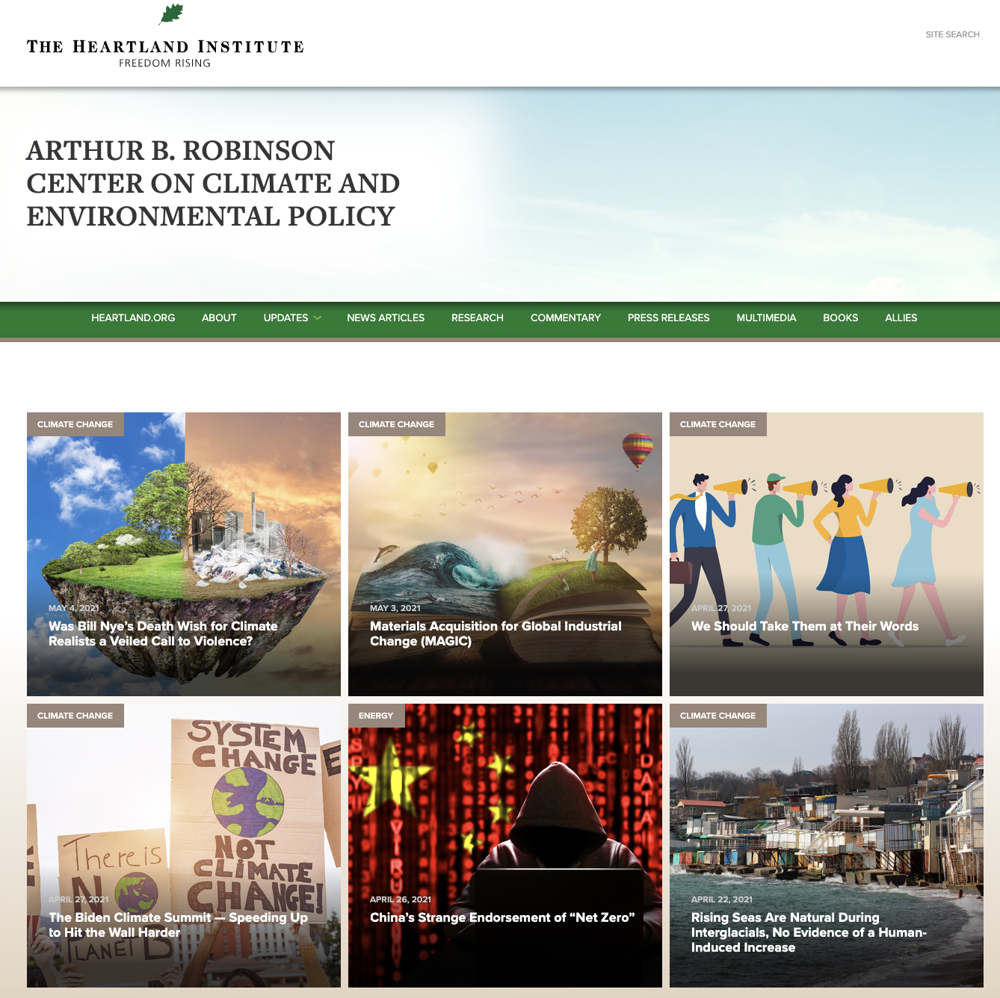 THE HEARTLAND INSTITUTE
FREEDOM RISING
SITE SEARCH
ARTHUR B. ROBINSON
CENTER ON CLIMATE AND
ENVIRONMENTAL POLICY
HEARTLAND.ORG ABOUT UPDATES NEWS ARTICLES RESEARCH COMMENTARY PRESS RELEASES MULTIMEDIA BOOKS ALLIES
CLIMATE CHANGE
MAY 4, 2021
Was Bill Nye’s Death Wish for Climate
Realists a Veiled Call to Violence?
CLIMATE CHANGE
MAY 3, 2021
Materials Acquisition for Global Industrial
Change (MAGIC)
CLIMATE CHANGE
APRIL 27, 2021
We Should Take Them at Their Words
CLIMATE CHANGE
SYSTEM
CHANGE
NOT
CLIMATE
CHANGE!
There is
NO
PLANET B
APRIL 27, 2021
The Biden Climate Summit — Speeding Up
to Hit the Wall Harder
ENERGY
DATA
VIRUS
APRIL 26, 2021
China’s Strange Endorsement of “Net Zero”
CLIMATE CHANGE
APRIL 22, 2021
Rising Seas Are Natural During
Interglacials, No Evidence of a Human-
Induced Increase